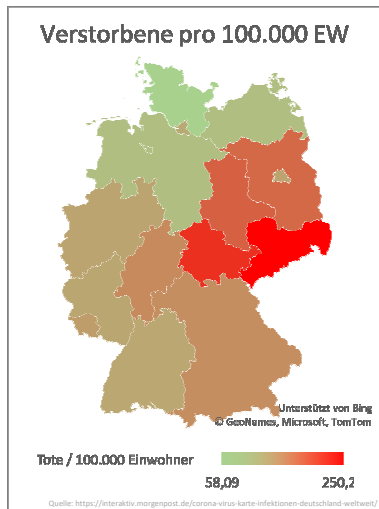 Verstorbene pro 100.000 EW
Unterstützt von Bing
© GeoNames, Microsoft, TomTom
Tote / 100.000 Einwohner
58,09
250,2
Quelle: https://interaktiv.morgenpost.de/corona-virus-karte-infektionen-deutschland-weltweit/